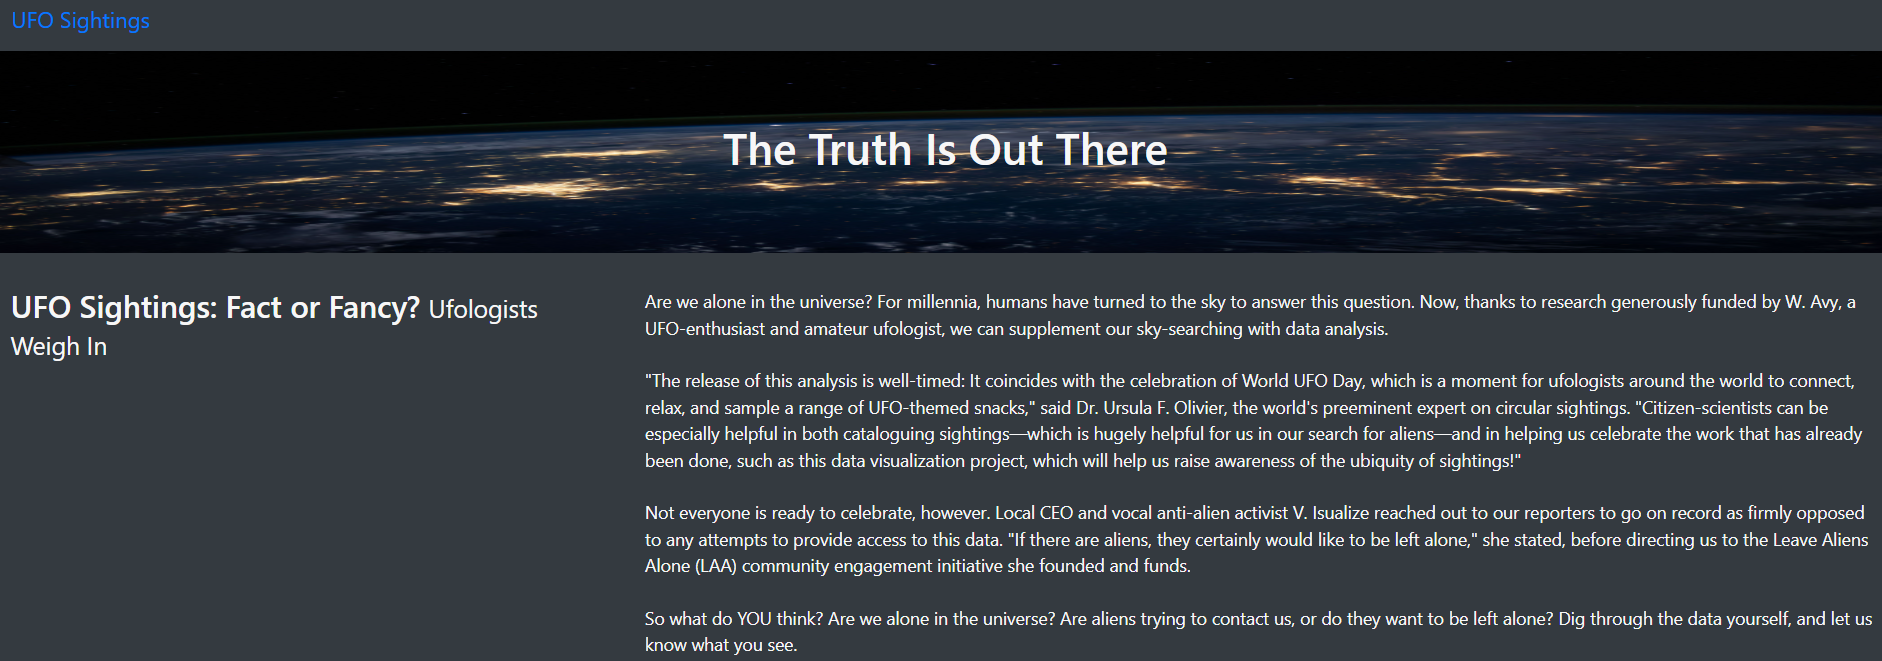 UFO Sightings
The Truth Is Out There
UFO Sightings: Fact or Fancy? Ufologists
Weigh In
Are we alone in the universe? For millennia, humans have turned to the sky to answer this question. Now, thanks to research generously funded by W. Avy, a
UFO-enthusiast and amateur ufologist, we can supplement our sky-searching with data analysis.
"The release of this analysis is well-timed: It coincides with the celebration of World UFO Day, which is a moment for ufologists around the world to connect,
relax, and sample a range of UFO-themed snacks," said Dr. Ursula F. Olivier, the world's preeminent expert on circular sightings. "Citizen-scientists can be
especially helpful in both cataloguing sightings—which is hugely helpful for us in our search for aliens—and in helping us celebrate the work that has already
been done, such as this data visualization project, which will help us raise awareness of the ubiquity of sightings!"
Not everyone is ready to celebrate, however. Local CEO and vocal anti-alien activist V. Isualize reached out to our reporters to go on record as firmly opposed
to any attempts to provide access to this data. "If there are aliens, they certainly would like to be left alone," she stated, before directing us to the Leave Aliens
Alone (LAA) community engagement initiative she founded and funds.
So what do YOU think? Are we alone in the universe? Are aliens trying to contact us, or do they want to be left alone? Dig through the data yourself, and let us
know what you see.